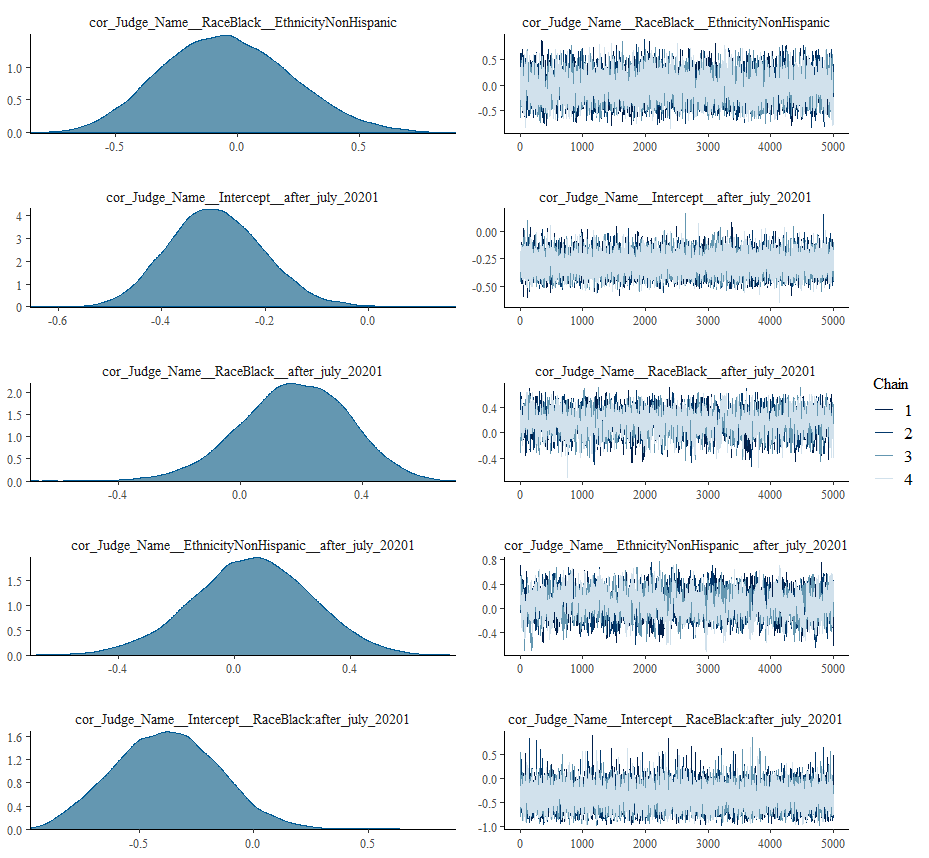 cor_Judge_Name__RaceBlack__EthnicityNonHispanic
1.0
0.5
0.0
-0.5 0.0 0.5
cor_Judge_Name__RaceBlack__EthnicityNonHispanic
0.5
0.0
-0.5
0 1000 2000 3000 4000 5000
cor_Judge_Name__Intercept__after_july_20201
4
3
2
1
0
-0.6 -0.4 -0.2 0.0
cor_Judge_Name__Intercept__after_july_20201
0.00
-0.25
-0.50
0 1000 2000 3000 4000 5000
cor_Judge_Name__RaceBlack__after_july_20201
2.0
1.5
1.0
0.5
0.0
-0.4 0.0 0.4
cor_Judge_Name__RaceBlack__after_july_20201
0.4
0.0
-0.4
0 1000 2000 3000 4000 5000
cor_Judge_Name__EthnicityNonHispanic__after_july_20201
1.5
1.0
0.5
0.0
-0.4 0.0 0.4
cor_Judge_Name__EthnicityNonHispanic__after_july_20201
0.8
0.4
0.0
-0.4
0 1000 2000 3000 4000 5000
cor_Judge_Name__Intercept__RaceBlack:after_july_20201
1.6
1.2
0.8
0.4
0.0
-0.5 0.0 0.5
cor_Judge_Name__Intercept__RaceBlack:after_july_20201
0.5
0.0
-0.5
-1.0
0 1000 2000 3000 4000 5000
Chain
1
2
3
4